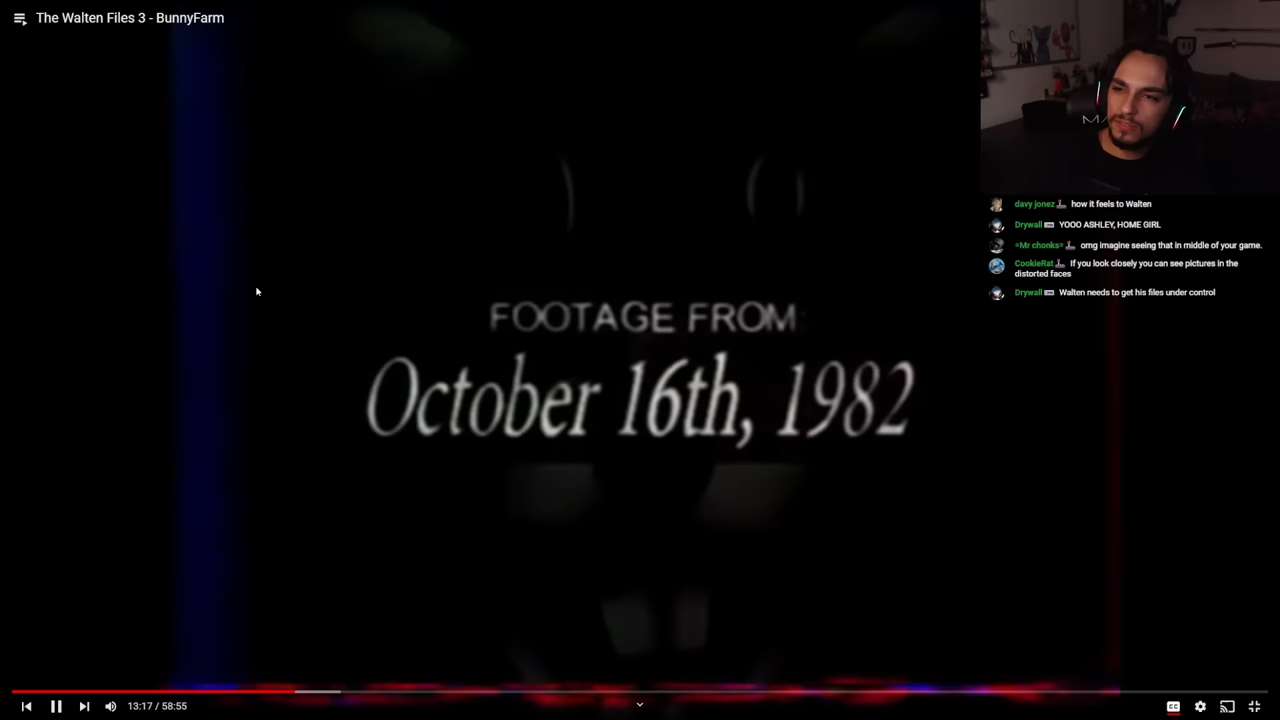 The Walten Files 3 - BunnyFarm
davy jonez how it feels to Walten
Drywall YOOO ASHLEY, HOME GIRL
=Mr chonks= omg imagine seeing that in middle of your game.
CookieRat If you look closely you can see pictures in the
distorted faces
Drywall Walten needs to get his files under control
FOOTAGE FROM:
October 16th, 1982
13:17 / 58:55
CC